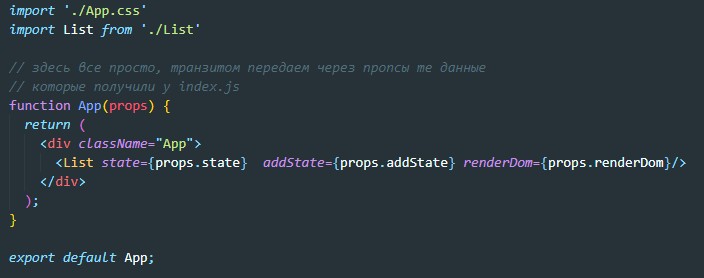 import './App.css'
import List from './List'
// здесь все просто, транзитом передаем через пропсы те данные
// которые получили у index.js
function App(props) {
return (
<div className="App">
<List state={props.state}  addState={props.addState} renderDom={props.renderDom}/>
</div>
);
}
export default App;